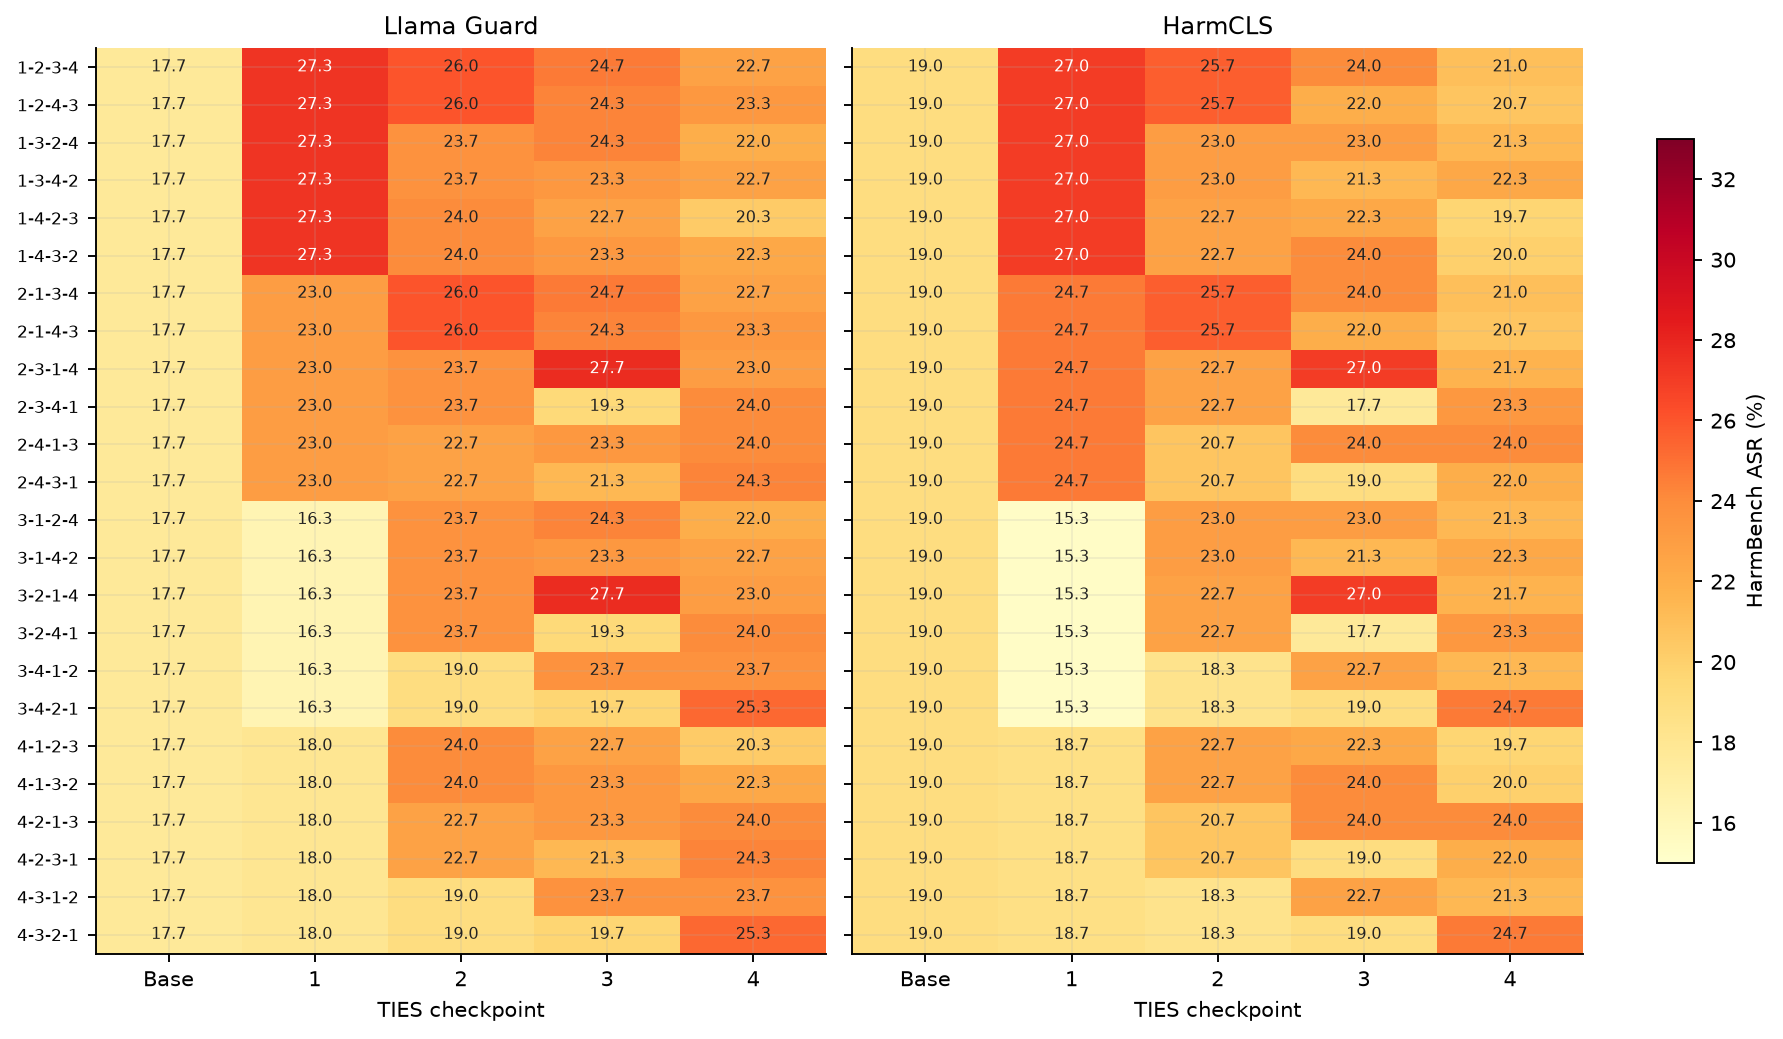 Llama Guard HarmCLS
1-2-3-4 17.7 27.3 26.0 24.7 22.7 19.0 27.0 25.7 24.0 21.0
1-2-4-3 17.7 27.3 26.0 24.3 23.3 19.0 27.0 25.7 22.0 20.7
1-3-2-4 17.7 27.3 23.7 24.3 22.0 19.0 27.0 23.0 23.0 21.3
1-3-4-2 17.7 27.3 23.7 23.3 22.7 19.0 27.0 23.0 21.3 22.3
1-4-2-3 17.7 27.3 24.0 22.7 20.3 19.0 27.0 22.7 22.3 19.7
1-4-3-2 17.7 27.3 24.0 23.3 22.3 19.0 27.0 22.7 24.0 20.0
2-1-3-4 17.7 23.0 26.0 24.7 22.7 19.0 24.7 25.7 24.0 21.0
2-1-4-3 17.7 23.0 26.0 24.3 23.3 19.0 24.7 25.7 22.0 20.7
2-3-1-4 17.7 23.0 23.7 27.7 23.0 19.0 24.7 22.7 27.0 21.7
2-3-4-1 17.7 23.0 23.7 19.3 24.0 19.0 24.7 22.7 17.7 23.3
2-4-1-3 17.7 23.0 22.7 23.3 24.0 19.0 24.7 20.7 24.0 24.0
2-4-3-1 17.7 23.0 22.7 21.3 24.3 19.0 24.7 20.7 19.0 22.0
3-1-2-4 17.7 16.3 23.7 24.3 22.0 19.0 15.3 23.0 23.0 21.3
3-1-4-2 17.7 16.3 23.7 23.3 22.7 19.0 15.3 23.0 21.3 22.3
3-2-1-4 17.7 16.3 23.7 27.7 23.0 19.0 15.3 22.7 27.0 21.7
3-2-4-1 17.7 16.3 23.7 19.3 24.0 19.0 15.3 22.7 17.7 23.3
3-4-1-2 17.7 16.3 19.0 23.7 23.7 19.0 15.3 18.3 22.7 21.3
3-4-2-1 17.7 16.3 19.0 19.7 25.3 19.0 15.3 18.3 19.0 24.7
4-1-2-3 17.7 18.0 24.0 22.7 20.3 19.0 18.7 22.7 22.3 19.7
4-1-3-2 17.7 18.0 24.0 23.3 22.3 19.0 18.7 22.7 24.0 20.0
4-2-1-3 17.7 18.0 22.7 23.3 24.0 19.0 18.7 20.7 24.0 24.0
4-2-3-1 17.7 18.0 22.7 21.3 24.3 19.0 18.7 20.7 19.0 22.0
4-3-1-2 17.7 18.0 19.0 23.7 23.7 19.0 18.7 18.3 22.7 21.3
4-3-2-1 17.7 18.0 19.0 19.7 25.3 19.0 18.7 18.3 19.0 24.7
Base 1 2 3 4 Base 1 2 3 4
TIES checkpoint TIES checkpoint
32
30
28
26
24
22
20
18
16
HarmBench ASR (%)